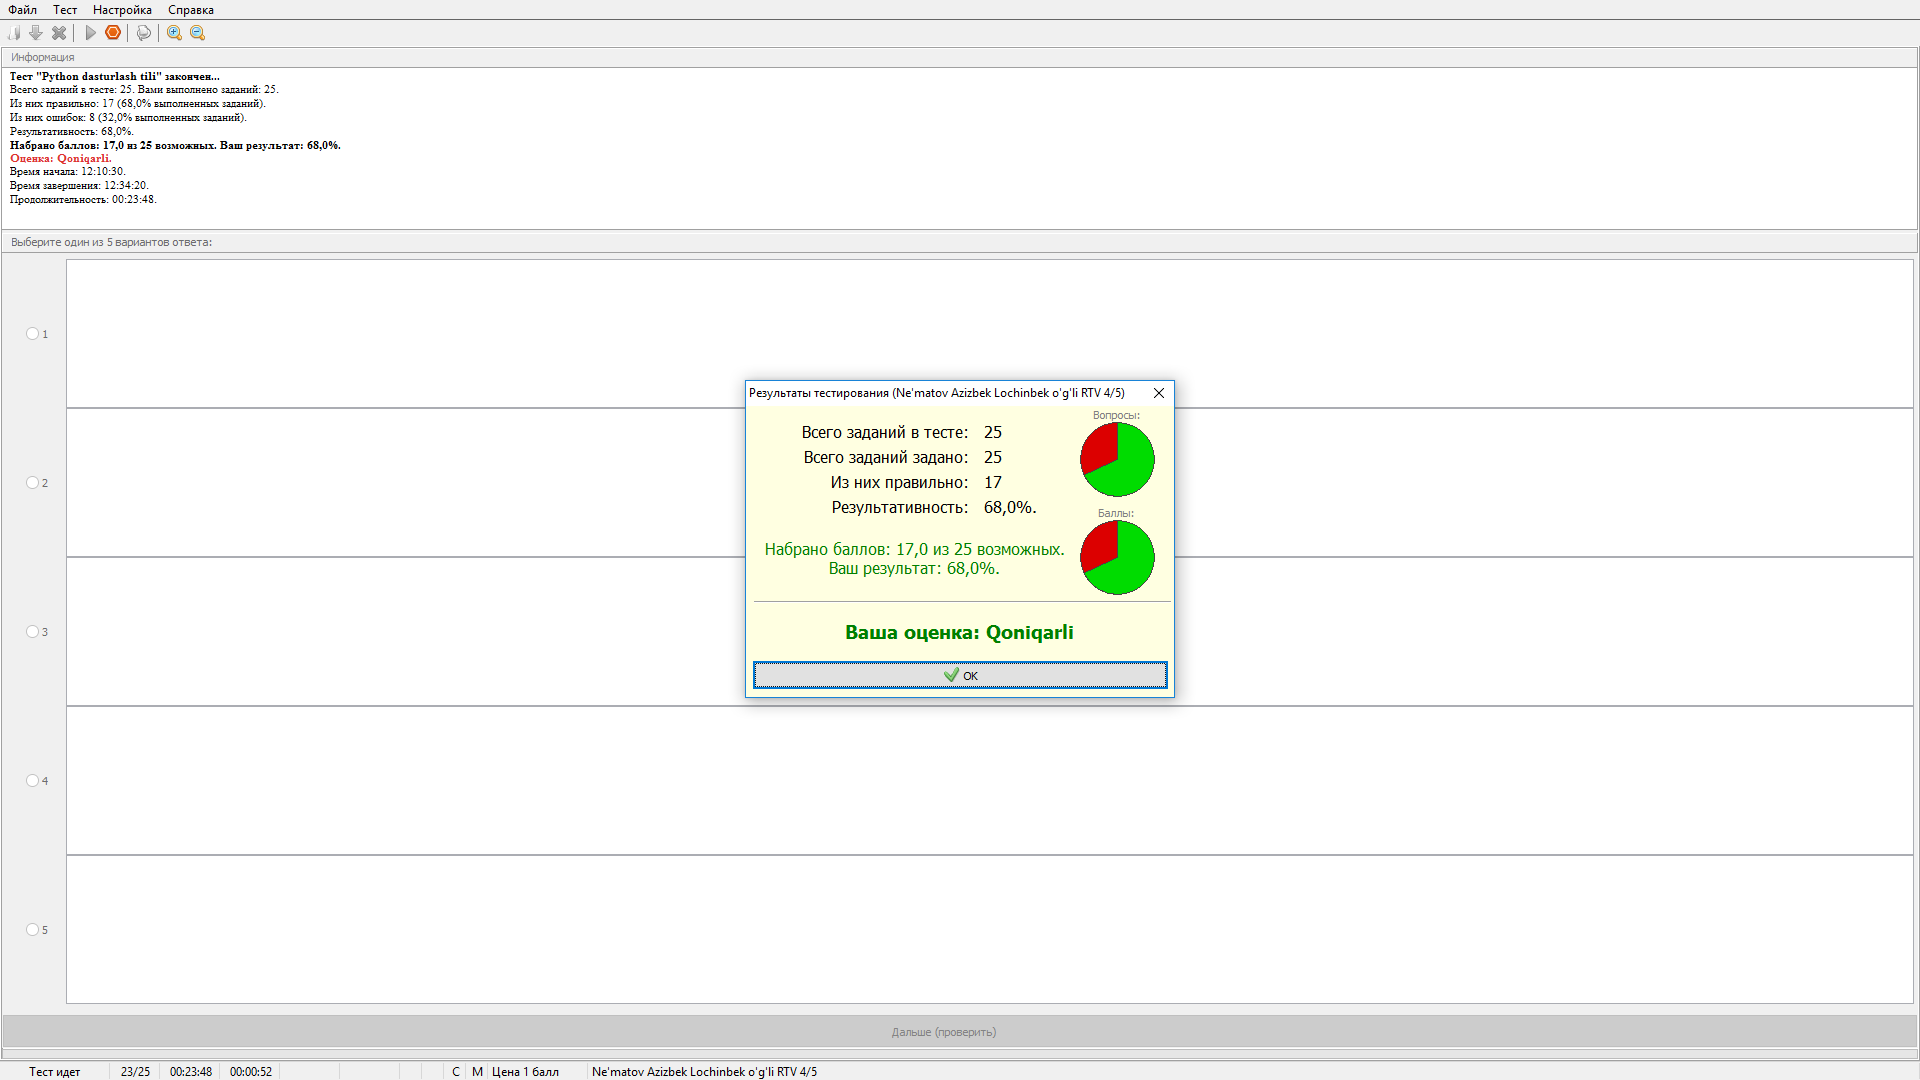 Файл Тест Настройка Справка
Информация
Тест "Python dasturlash tili" закончен...
Всего заданий в тесте: 25. Вами выполнено заданий: 25.
Из них правильно: 17 (68,0% выполненных заданий).
Из них ошибок: 8 (32,0% выполненных заданий).
Результативность: 68,0%.
Набрано баллов: 17,0 из 25 возможных. Ваш результат: 68,0%.
Оценка: Qoniqarli.
Время начала: 12:10:30.
Время завершения: 12:34:20.
Продолжительность: 00:23:48.
Выберите один из 5 вариантов ответа:
1
2
3
4
5
Результаты тестирования (Ne'matov Azizbek Lochinbek o'g'li RTV 4/5)
Вопросы:
Всего заданий в тесте: 25
Всего заданий задано: 25
Из них правильно: 17
Результативность: 68,0%.
Баллы:
Набрано баллов: 17,0 из 25 возможных.
Ваш результат: 68,0%.
Ваша оценка: Qoniqarli
OK
Дальше (проверить)
Тест идет 23/25 00:23:48 00:00:52 С М Цена 1 балл Ne'matov Azizbek Lochinbek o'g'li RTV 4/5